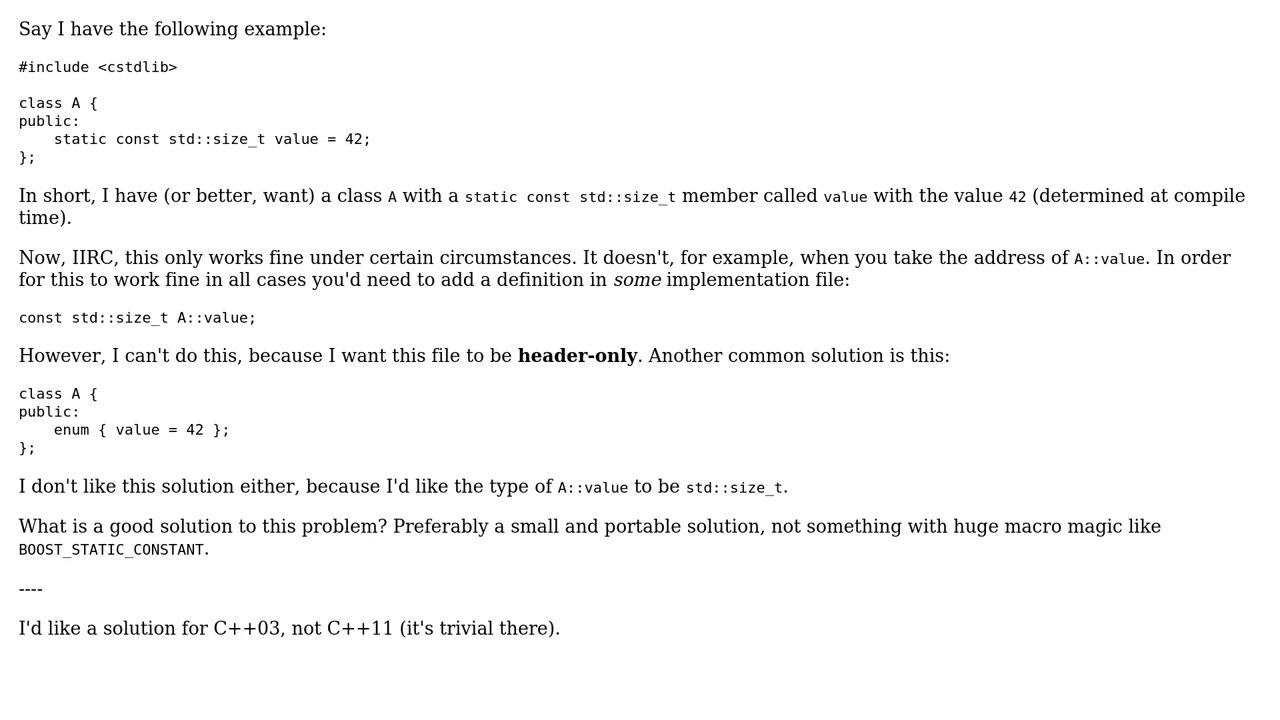 Say I have the following example:
#include <cstdlib>
class A {
public:
    static const std::size_t value = 42;
};
In short, I have (or better, want) a class A with a static const std::size_t member called value with the value 42 (determined at compile
time).
Now, IIRC, this only works fine under certain circumstances. It doesn't, for example, when you take the address of A::value. In order
for this to work fine in all cases you'd need to add a definition in some implementation file:
const std::size_t A::value;
However, I can't do this, because I want this file to be header-only. Another common solution is this:
class A {
public:
    enum { value = 42 };
};
I don't like this solution either, because I'd like the type of A::value to be std::size_t.
What is a good solution to this problem? Preferably a small and portable solution, not something with huge macro magic like
BOOST_STATIC_CONSTANT.
----
I'd like a solution for C++03, not C++11 (it's trivial there).